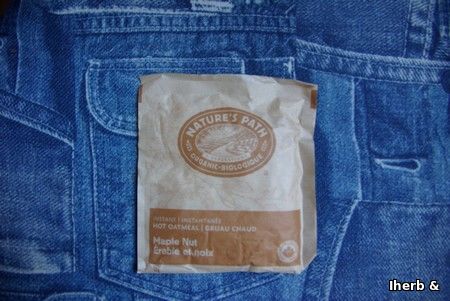 NATURE'S PATH
ORGANIC·BIOLOGIQUE
INSTANT | INSTANTANÉE
HOT OATMEAL | GRUAU CHAUD
Maple Nut
Érable et noix
Iherb &